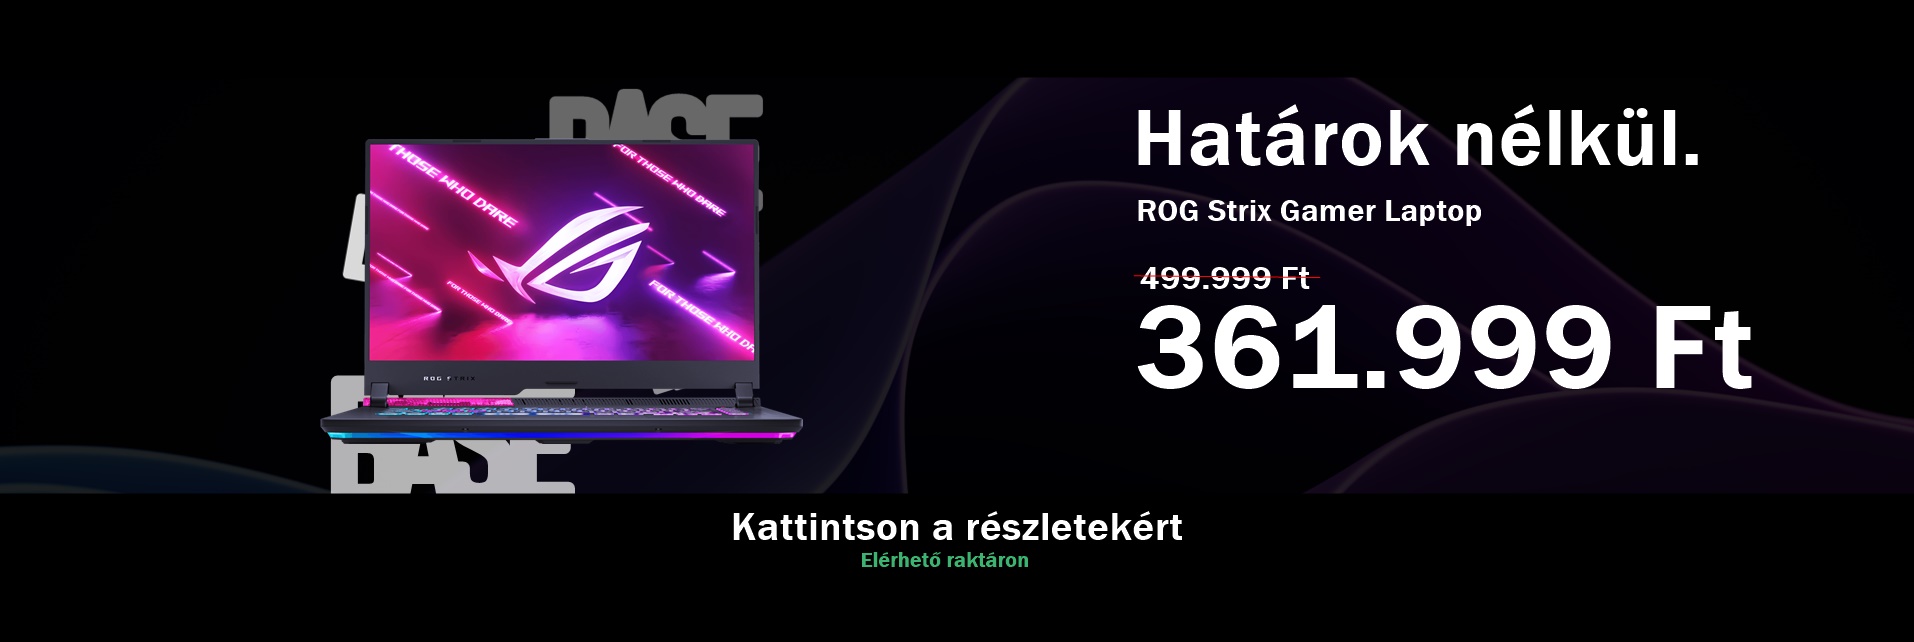 BASE
THOSE WHO DARE
FOR THOSE WHO DARE
FOR THOSE WHO DARE
FOR THOSE WHO DA
ROG STRIX
BASE
Határok nélkül.
ROG Strix Gamer Laptop
499.999 Ft
361.999 Ft
Kattintson a részletekért
Elérhető raktáron